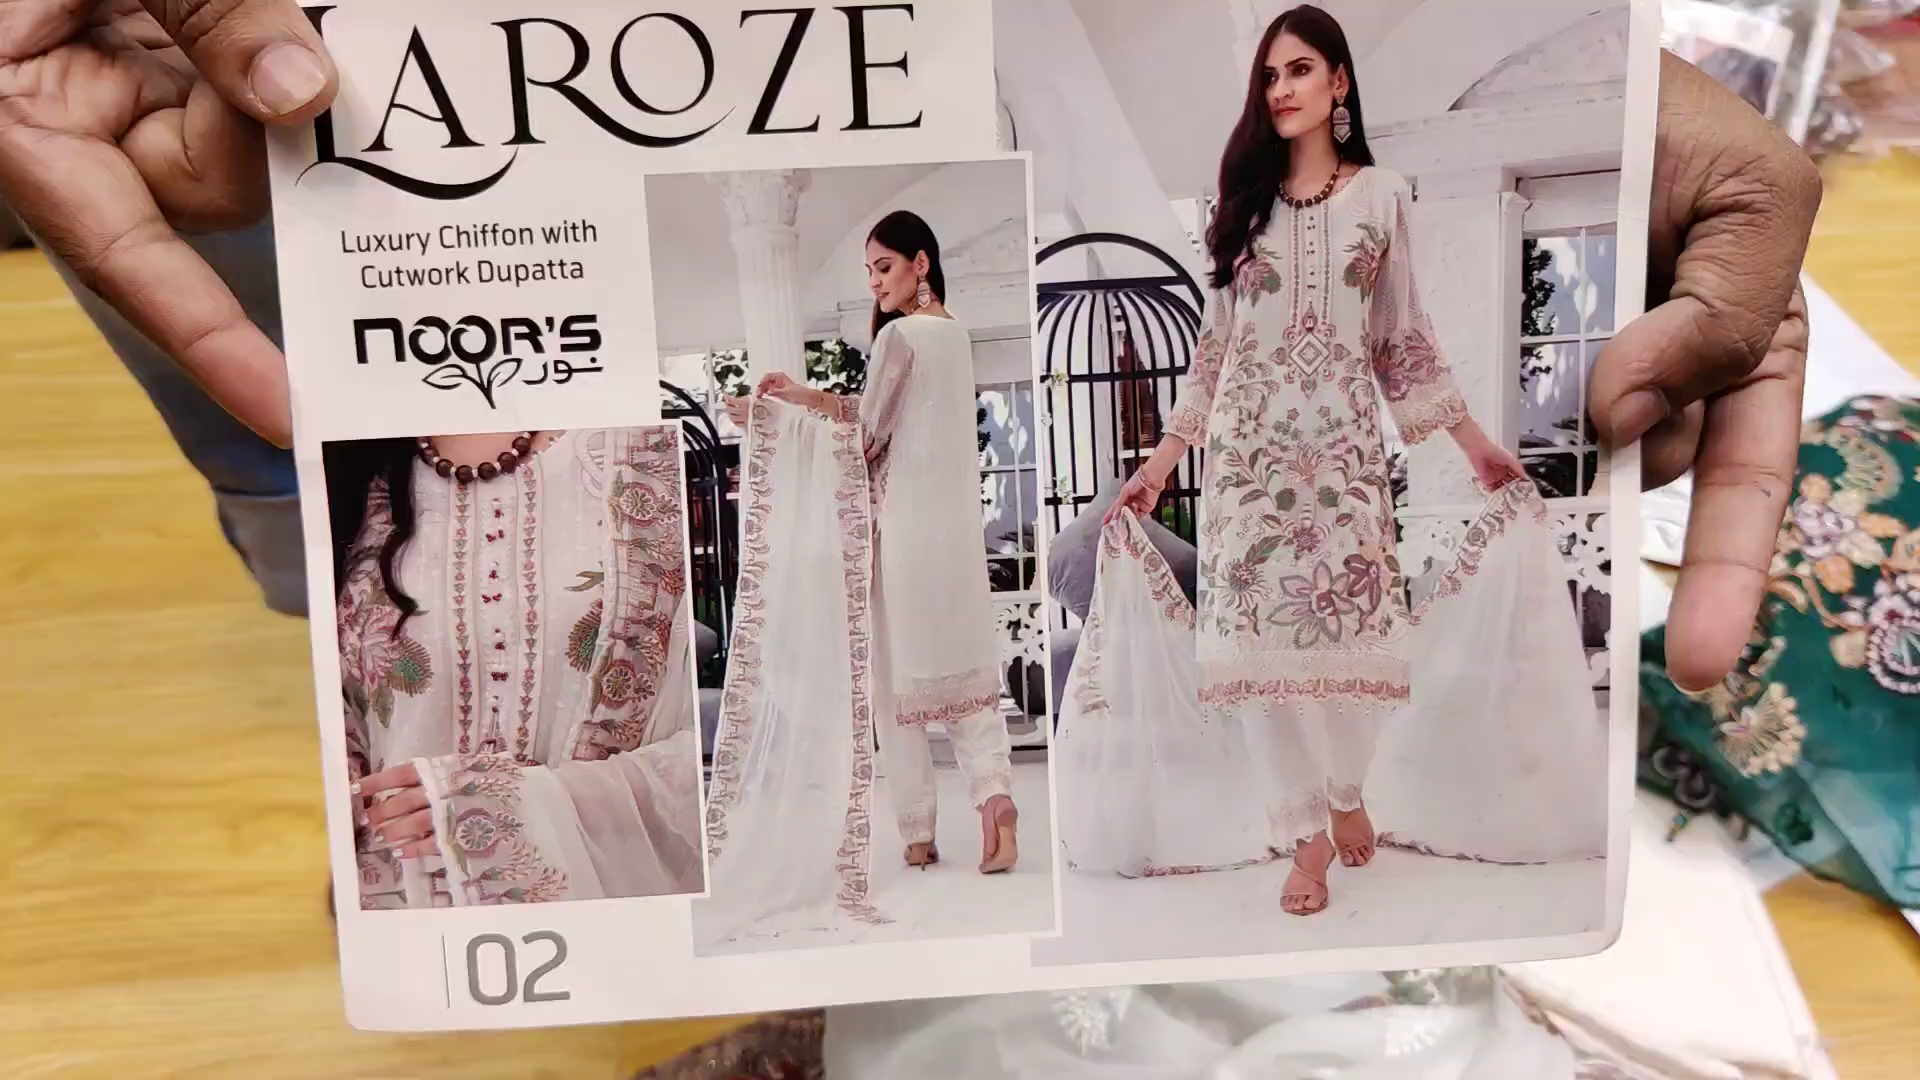 LAROZE
Luxury Chiffon with
Cutwork Dupatta
NOOR'S
نور
02